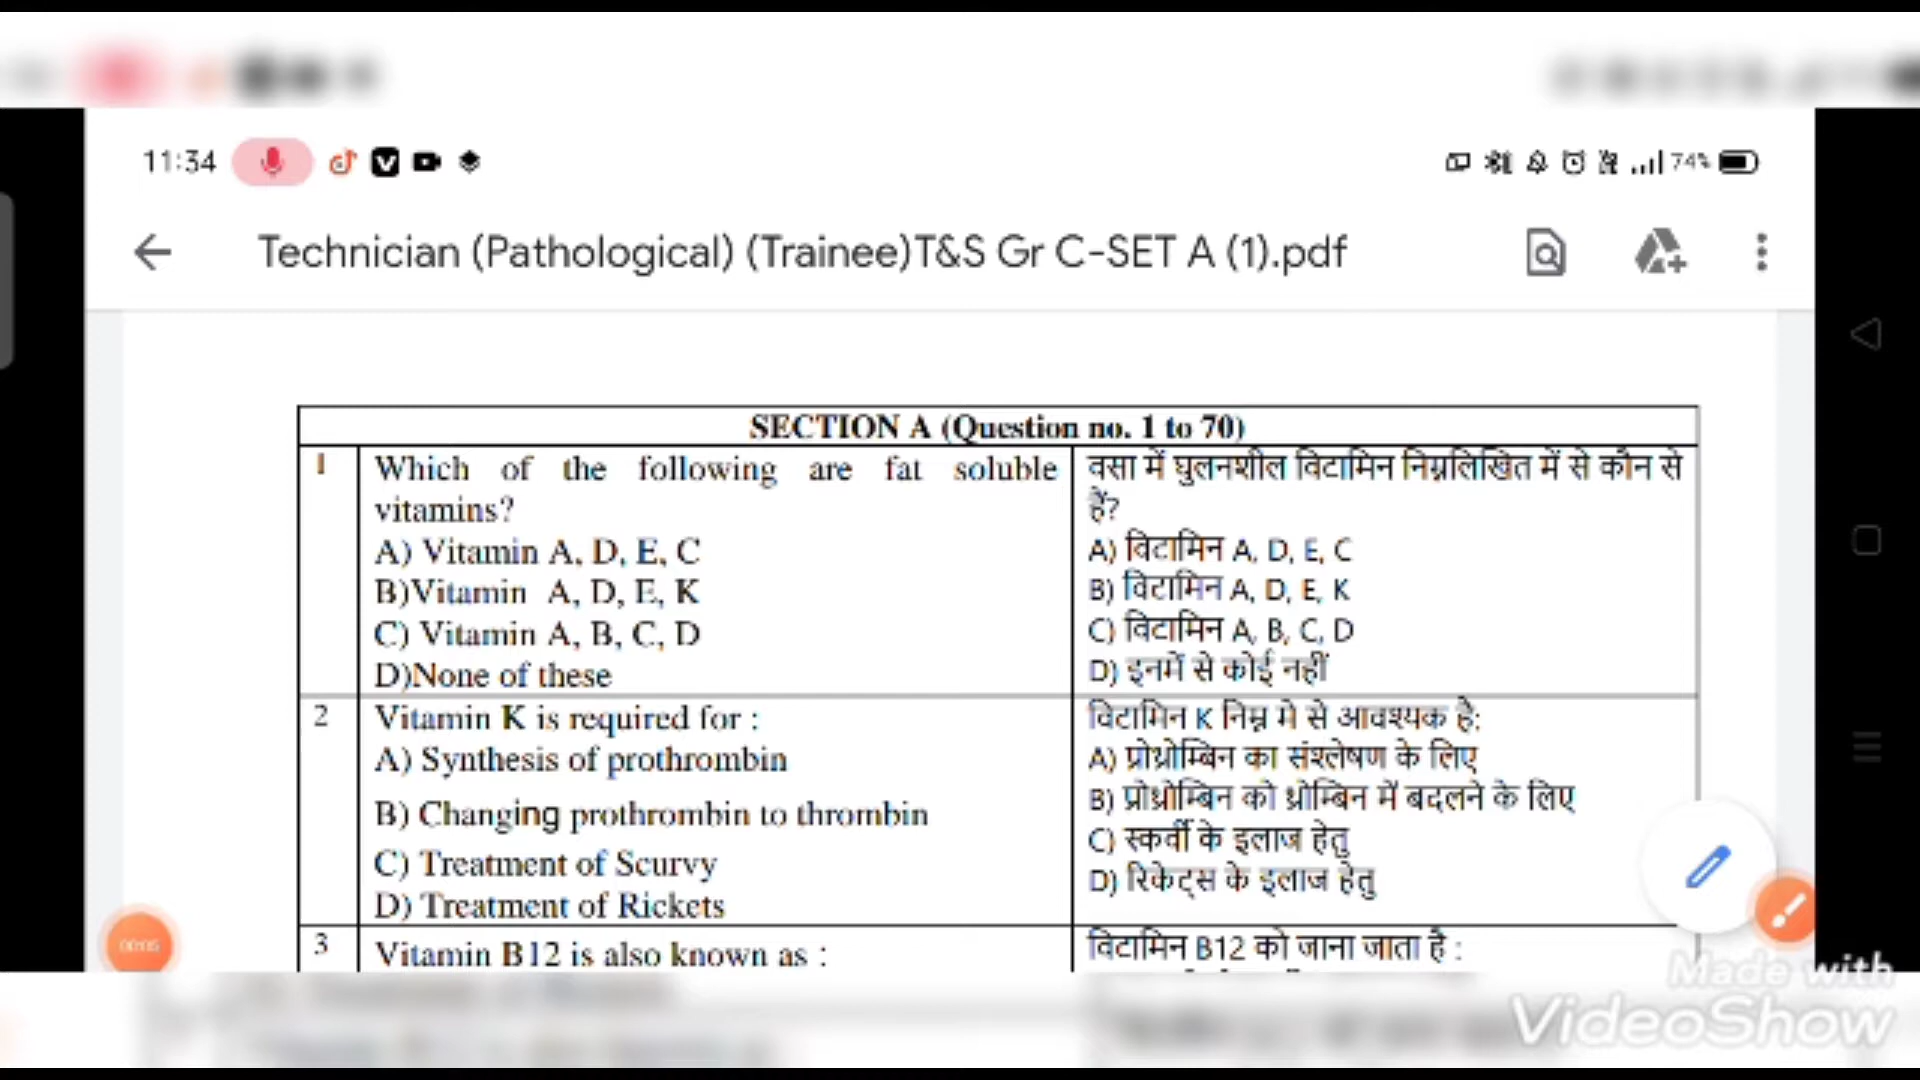 11:34
74%
Technician (Pathological) (Trainee)T&S Gr C-SET A (1).pdf
SECTION A (Question no. 1 to 70)
1
Which of the following are fat soluble
vitamins?
A) Vitamin A, D, E, C
B)Vitamin A, D, E, K
C) Vitamin A, B, C, D
D)None of these
वसा में घुलनशील विटामिन निम्नलिखित में से कौन से
हैं?
A) विटामिन A, D, E, C
B) विटामिन A, D, E, K
C) विटामिन A, B, C, D
D) इनमें से कोई नहीं
2
Vitamin K is required for :
A) Synthesis of prothrombin
B) Changing prothrombin to thrombin
C) Treatment of Scurvy
D) Treatment of Rickets
विटामिन K निम्न मे से आवश्यक है:
A) प्रोथ्रोम्बिन का संश्लेषण के लिए
B) प्रोथ्रोम्बिन को थ्रोम्बिन में बदलने के लिए
C) स्कर्वी के इलाज हेतु
D) रिकेट्स के इलाज हेतु
3
Vitamin B12 is also known as :
विटामिन B12 को जाना जाता है :
00:05
Made with
VideoShow